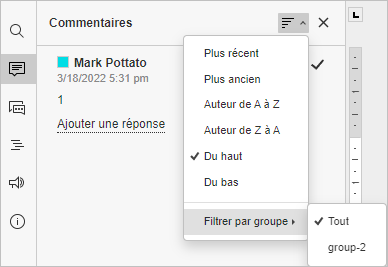 Commentaires
Mark Pottato
3/18/2022 5:31 pm
1
Ajouter une réponse
Plus récent
Plus ancien
Auteur de A à Z
Auteur de Z à A
Du haut
Du bas
Filtrer par groupe
Tout
group-2